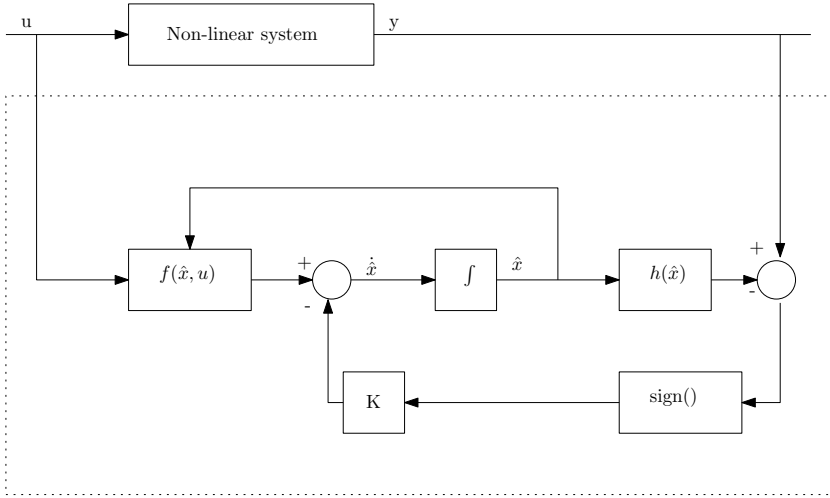 u
Non-linear system
y
+
f(x̂, u)
+
ẋ̂
∫
x̂
h(x̂)
-
-
K
sign()